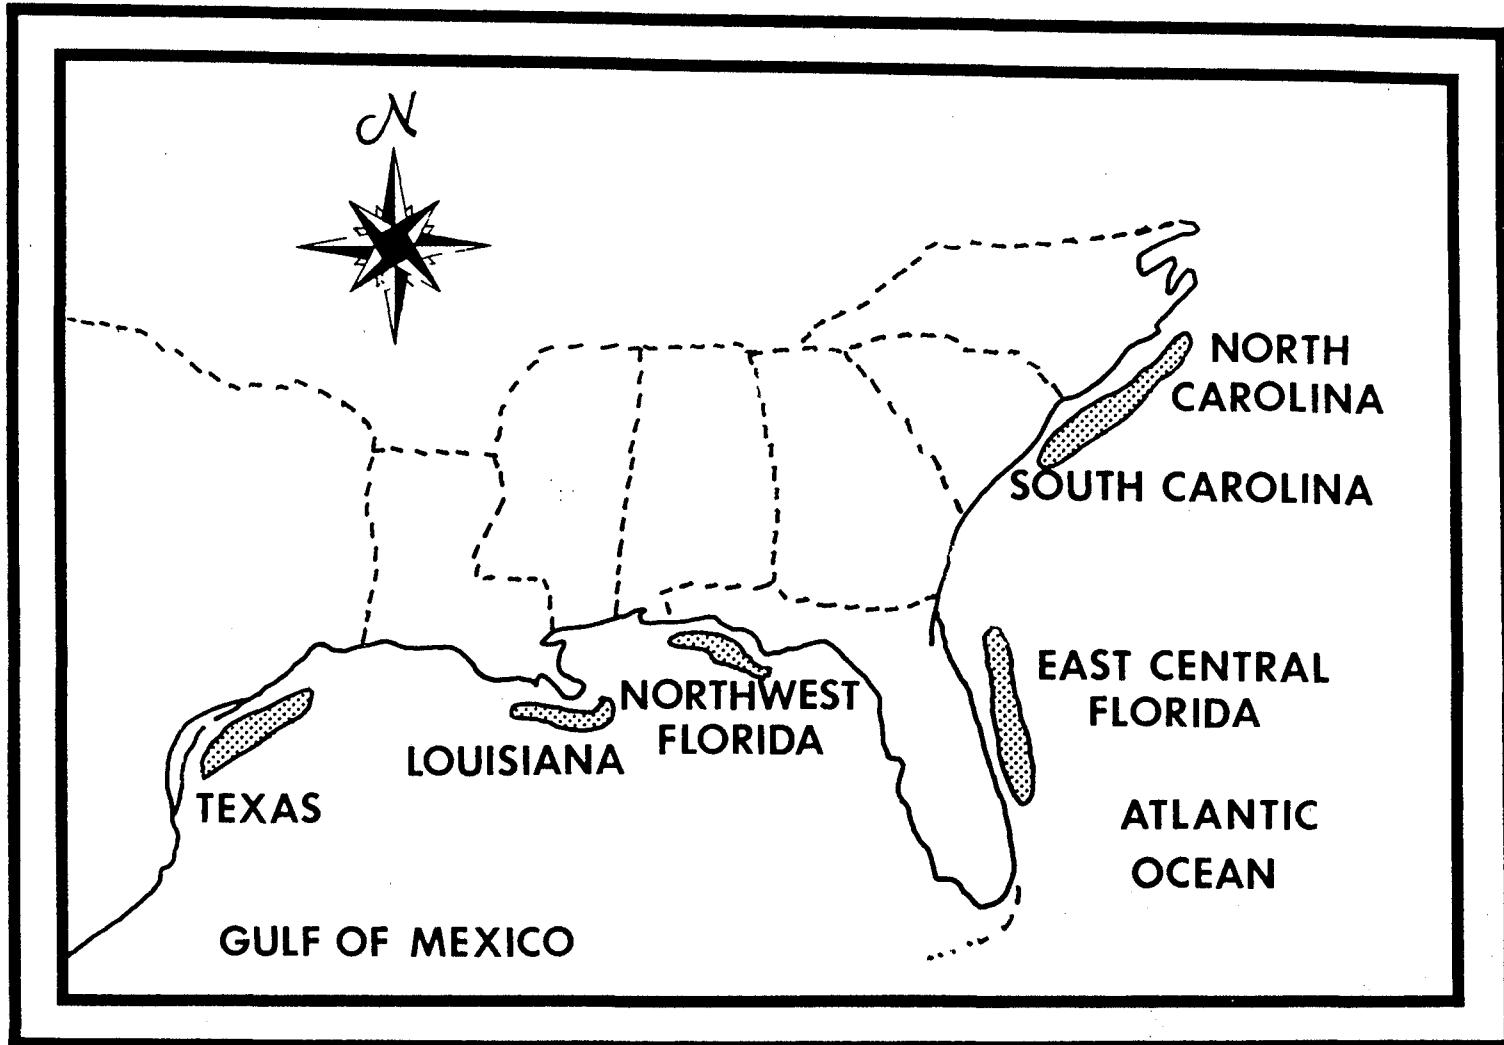 N
NORTH
CAROLINA
SOUTH CAROLINA
EAST CENTRAL
FLORIDA
NORTHWEST
FLORIDA
LOUISIANA
TEXAS
ATLANTIC
OCEAN
GULF OF MEXICO